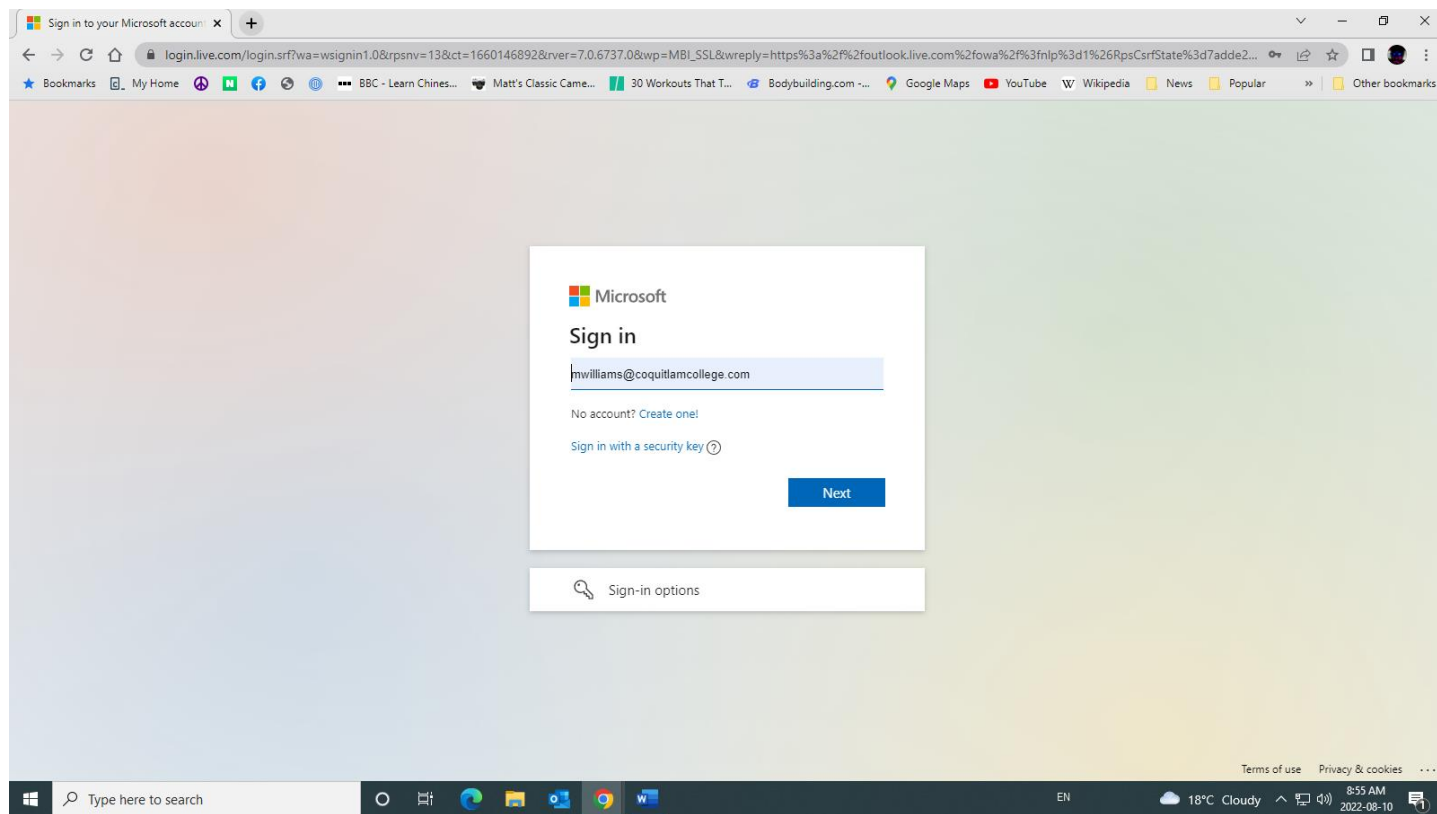 Sign in to your Microsoft accoun
login.live.com/login.srf?wa=wsignin1.0&rpsnv=13&ct=1660146892&rver=7.0.6737.0&wp=MBI_SSL&wreply=https%3a%2f%2foutlook.live.com%2fowa%2f%3fnlp%3d1%26RpsCsrfState%3d7adde2...
Bookmarks My Home N BBC - Learn Chines... Matt's Classic Came... 30 Workouts That T... Bodybuilding.com -... Google Maps YouTube W Wikipedia News Popular » Other bookmarks
Microsoft
Sign in
mwilliams@coquitlamcollege.com
No account? Create one!
Sign in with a security key ?
Next
Sign-in options
Terms of use Privacy & cookies ...
Type here to search EN 18°C Cloudy 8:55 AM
2022-08-10 1